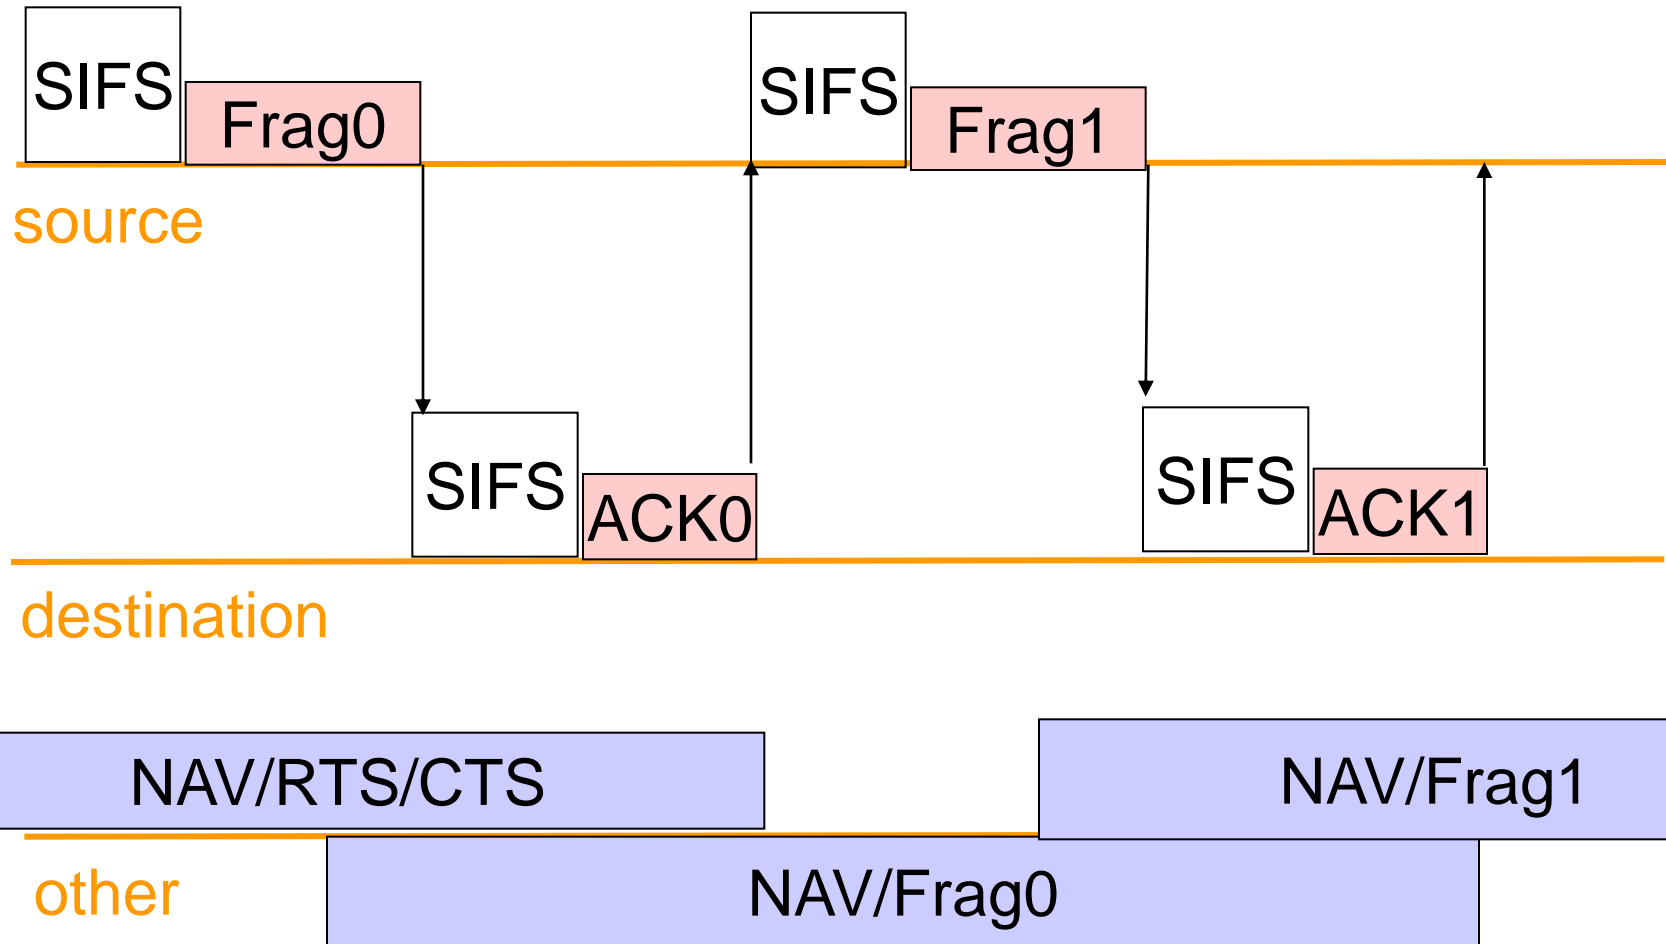 SIFS
Frag0
SIFS
Frag1
source
SIFS
ACK0
SIFS
ACK1
destination
NAV/RTS/CTS
NAV/Frag1
other
NAV/Frag0